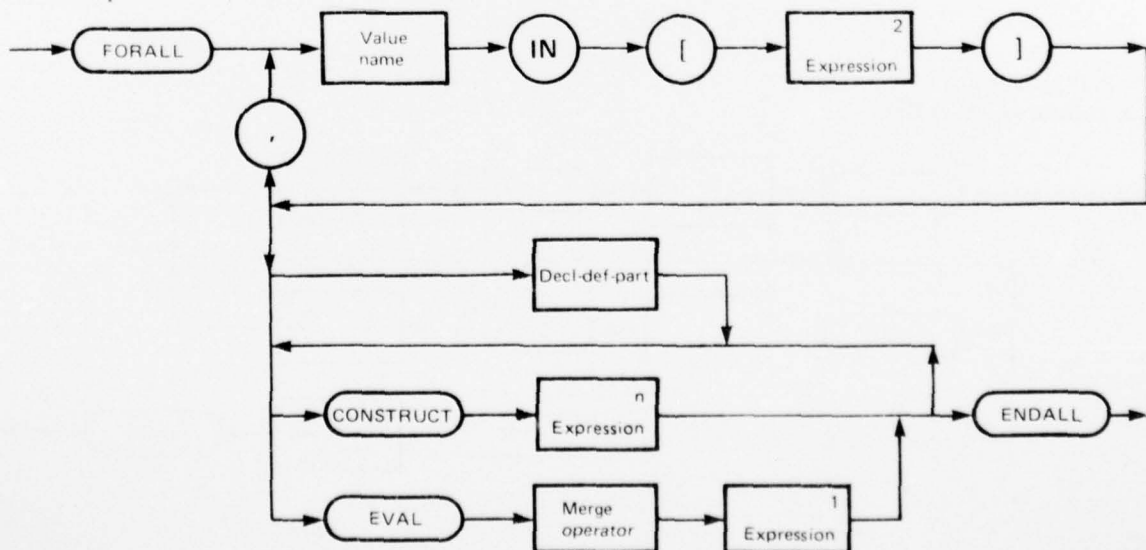 FORALL
Value
name
IN
[
2
Expression
]
,
Decl-def-part
CONSTRUCT
n
Expression
ENDALL
EVAL
Merge
operator
1
Expression